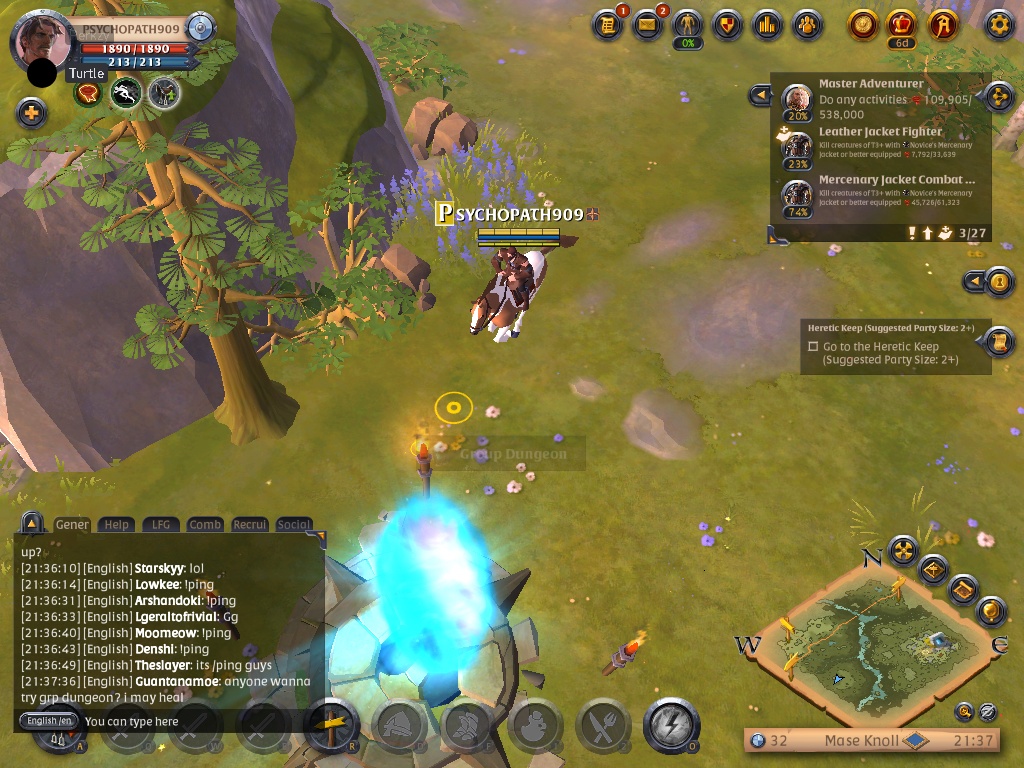 PSYCHOPATH909
1890 / 1890
213 / 213
Turtle
1
2
0%
6d
Master Adventurer
Do any activities 109,905/
538,000
20%
Leather Jacket Fighter
Kill creatures of T3+ with Novice's Mercenary
Jacket or better equipped 7,792/33,639
23%
Mercenary Jacket Combat ...
Kill creatures of T3+ with Novice's Mercenary
Jacket or better equipped 45,726/61,323
74%
3/27
PSYCHOPATH909
Heretic Keep (Suggested Party Size: 2+)
Go to the Heretic Keep
(Suggested Party Size: 2+)
Group Dungeon
Gener Help LFG Comb Recrui Social
up?
[21:36:10] [English] Starskyy: lol
[21:36:14] [English] Lowkee: !ping
[21:36:31] [English] Arshandoki: !ping
[21:36:33] [English] Lgeraltofrivial: Gg
[21:36:40] [English] Moomeow: !ping
[21:36:43] [English] Denshi: !ping
[21:36:49] [English] Theslayer: its /ping guys
[21:37:36] [English] Guantanamoe: anyone wanna
try grp dungeon? i may heal
English /en You can type here
A
W
R
F
O
N
W
E
32 Mase Knoll 21:37